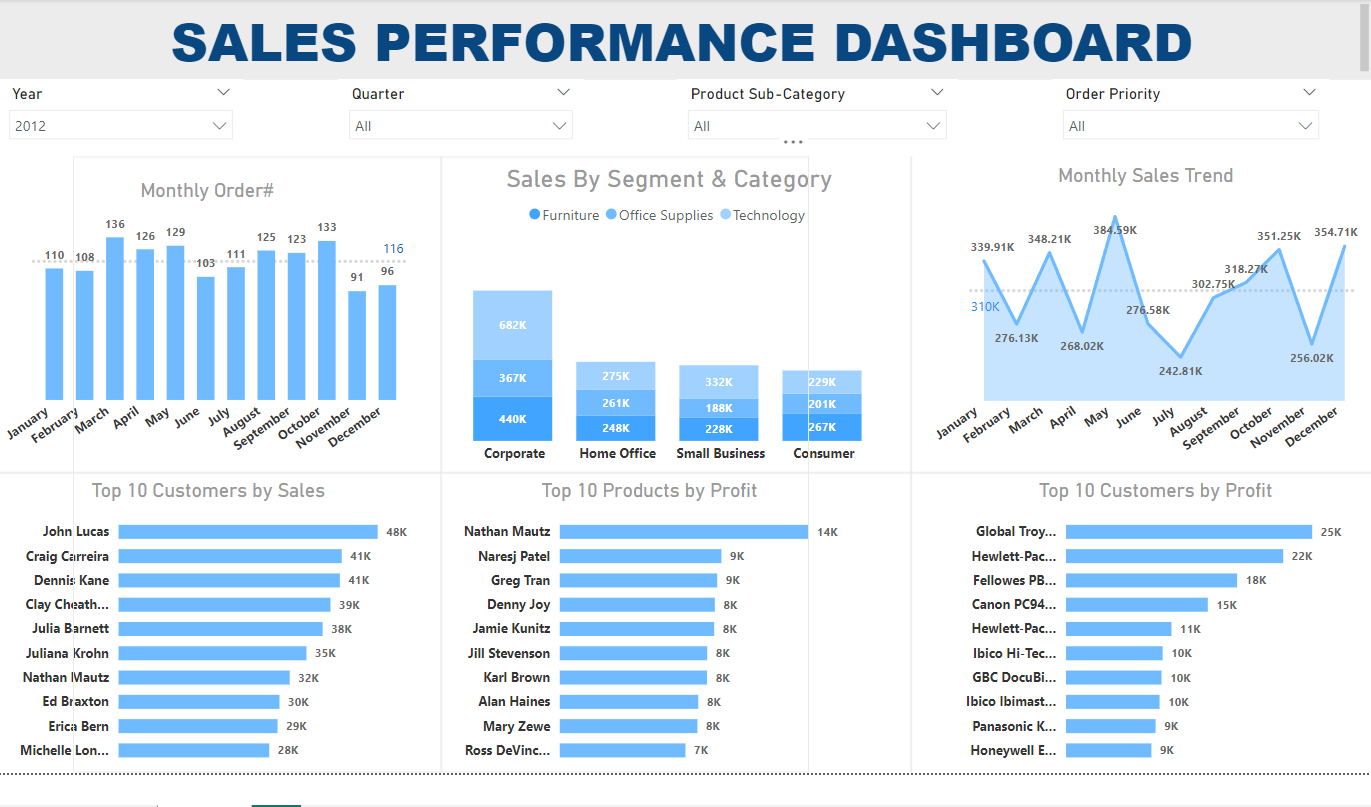 SALES PERFORMANCE DASHBOARD
Year
Quarter
Product Sub-Category
Order Priority
2012
All
All
All
Monthly Order#
110
108
136
126
129
103
111
125
123
133
91
96
116
January
February
March
April
May
June
July
August
September
October
November
December
Sales By Segment & Category
Furniture
Office Supplies
Technology
682K
367K
440K
275K
261K
248K
332K
188K
228K
229K
201K
267K
Corporate
Home Office
Small Business
Consumer
Monthly Sales Trend
339.91K
276.13K
348.21K
268.02K
384.59K
276.58K
242.81K
302.75K
318.27K
351.25K
256.02K
354.71K
310K
January
February
March
April
May
June
July
August
September
October
November
December
Top 10 Customers by Sales
John Lucas 48K
Craig Carreira 41K
Dennis Kane 41K
Clay Cheath... 39K
Julia Barnett 38K
Juliana Krohn 35K
Nathan Mautz 32K
Ed Braxton 30K
Erica Bern 29K
Michelle Lon... 28K
Top 10 Products by Profit
Nathan Mautz 14K
Naresj Patel 9K
Greg Tran 9K
Denny Joy 8K
Jamie Kunitz 8K
Jill Stevenson 8K
Karl Brown 8K
Alan Haines 8K
Mary Zewe 8K
Ross DeVinc... 7K
Top 10 Customers by Profit
Global Troy... 25K
Hewlett-Pac... 22K
Fellowes PB... 18K
Canon PC94... 15K
Hewlett-Pac... 11K
Ibico Hi-Tec... 10K
GBC DocuBi... 10K
Ibico Ibimast... 10K
Panasonic K... 9K
Honeywell E... 9K